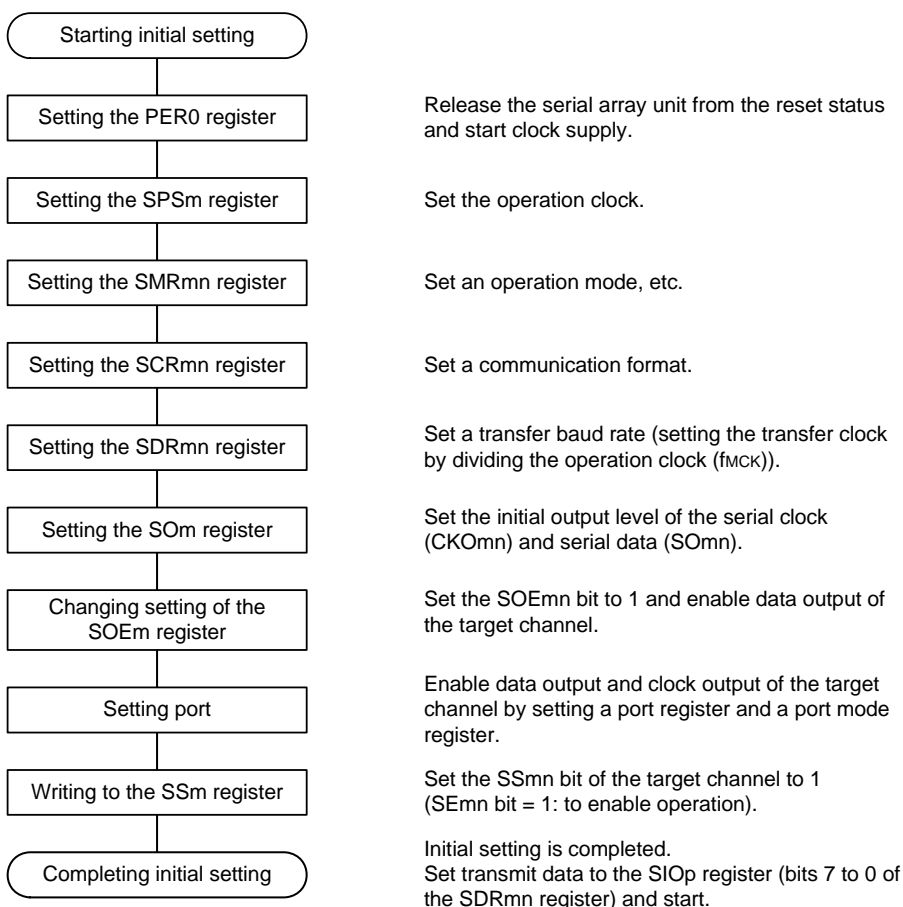 Starting initial setting
Setting the PER0 register
Release the serial array unit from the reset status
and start clock supply.
Setting the SPSm register
Set the operation clock.
Setting the SMRmn register
Set an operation mode, etc.
Setting the SCRmn register
Set a communication format.
Setting the SDRmn register
Set a transfer baud rate (setting the transfer clock
by dividing the operation clock (fMCK)).
Setting the SOm register
Set the initial output level of the serial clock
(CKOmn) and serial data (SOmn).
Changing setting of the
SOEm register
Set the SOEmn bit to 1 and enable data output of
the target channel.
Setting port
Enable data output and clock output of the target
channel by setting a port register and a port mode
register.
Writing to the SSm register
Set the SSmn bit of the target channel to 1
(SEmn bit = 1: to enable operation).
Completing initial setting
Initial setting is completed.
Set transmit data to the SIOp register (bits 7 to 0 of
the SDRmn register) and start.